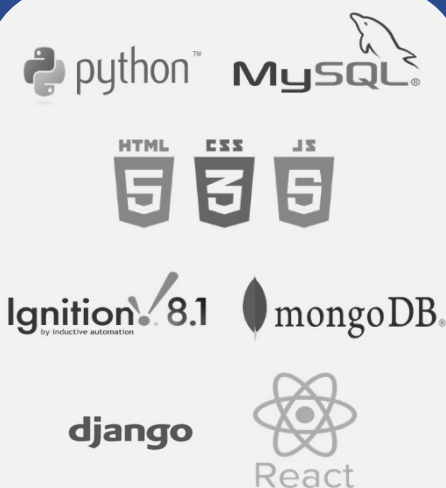 python™ MySQL®
HTML CSS JS
5 3 5
Ignition! 8.1 mongoDB®
by inductive automation
django
React